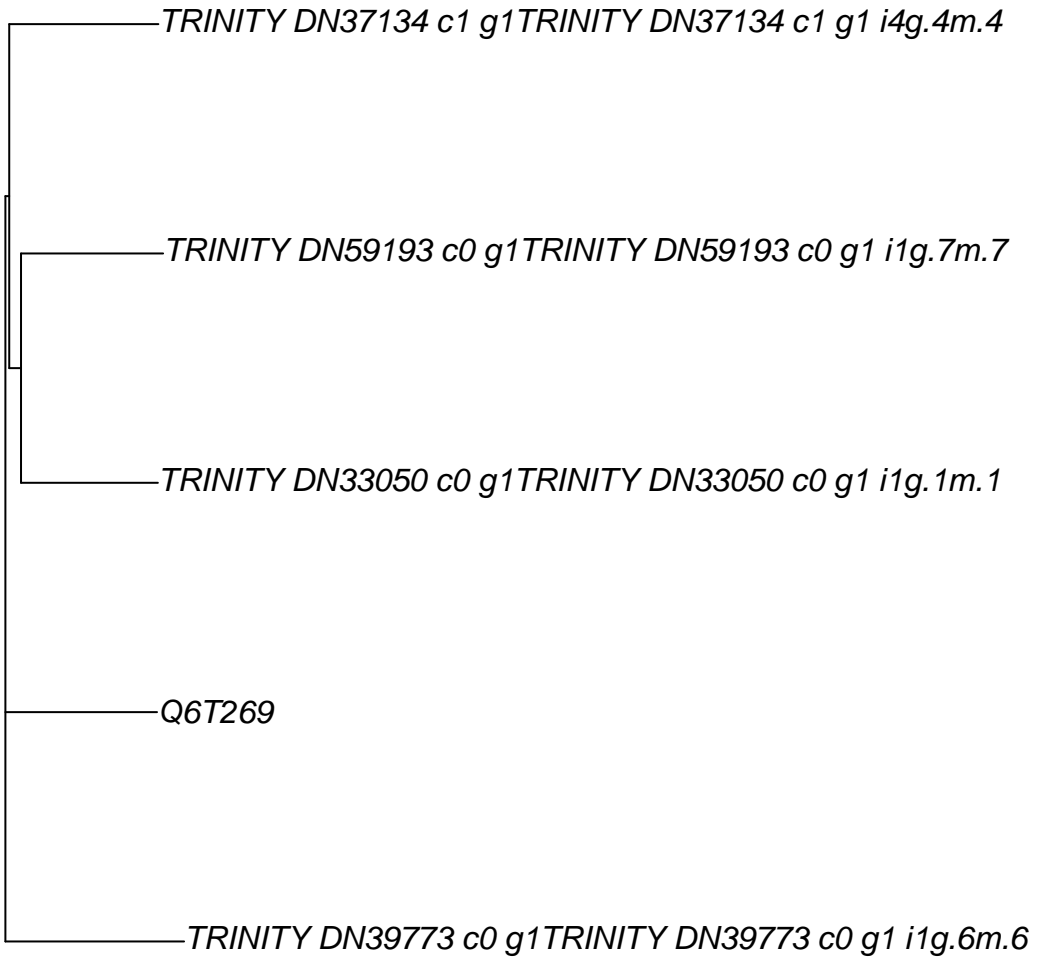 TRINITY DN37134 c1 g1TRINITY DN37134 c1 g1 i4g.4m.4
TRINITY DN59193 c0 g1TRINITY DN59193 c0 g1 i1g.7m.7
TRINITY DN33050 c0 g1TRINITY DN33050 c0 g1 i1g.1m.1
Q6T269
TRINITY DN39773 c0 g1TRINITY DN39773 c0 g1 i1g.6m.6